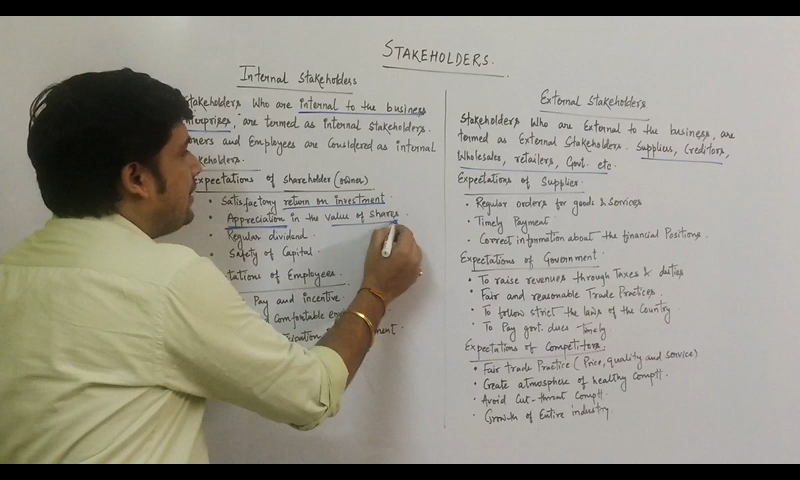 STAKEHOLDERS.
Internal Stakeholders
Stakeholders Who are internal to the business
enterprises, are termed as internal stakeholders.
owners and Employees are Considered as internal
stakeholders.
Expectations of shareholder (owner)
• Satisfactory return on investment.
• Appreciation in the value of shares.
• Regular dividend.
• Safety of Capital.
tations of Employees.
Pay and incentive.
Comfortable
External Stakeholders
Stakeholders Who are External to the business, are
termed as External Stakeholders. Suppliers, Creditors,
Wholesaler, retailers, Govt. etc.
Expectations of Supplier.
• Regular orders for goods & services
• Timely Payment.
• Correct information about the financial Positions.
Expectations of Government.
• To raise revenues through Taxes & duties
• Fair and reasonable Trade Practices.
• To follow strict the laws of the Country
• To Pay govt. dues timely
Expectations of Competitors.
• Fair trade Practice (Price, quality and service)
• Create atmosphere of healthy comptt.
• Avoid Cut-throat comptt.
• Growth of Entire industry